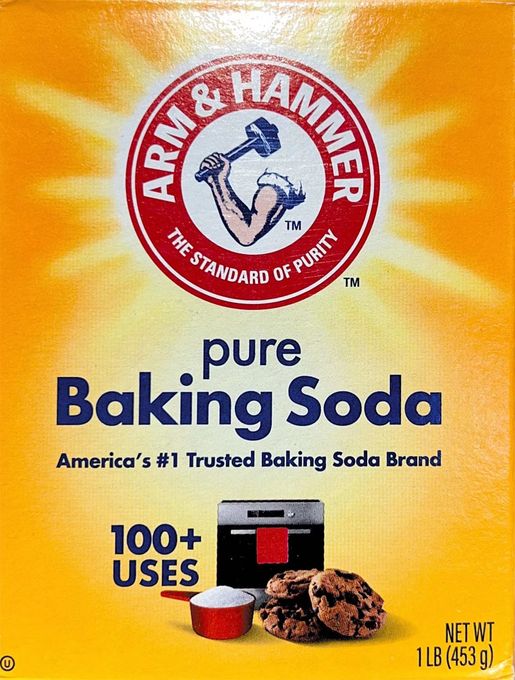 ARM & HAMMER
TM
THE STANDARD OF PURITY
TM
pure
Baking Soda
America's #1 Trusted Baking Soda Brand
100+
USES
NET WT
1 LB (453 g)
U